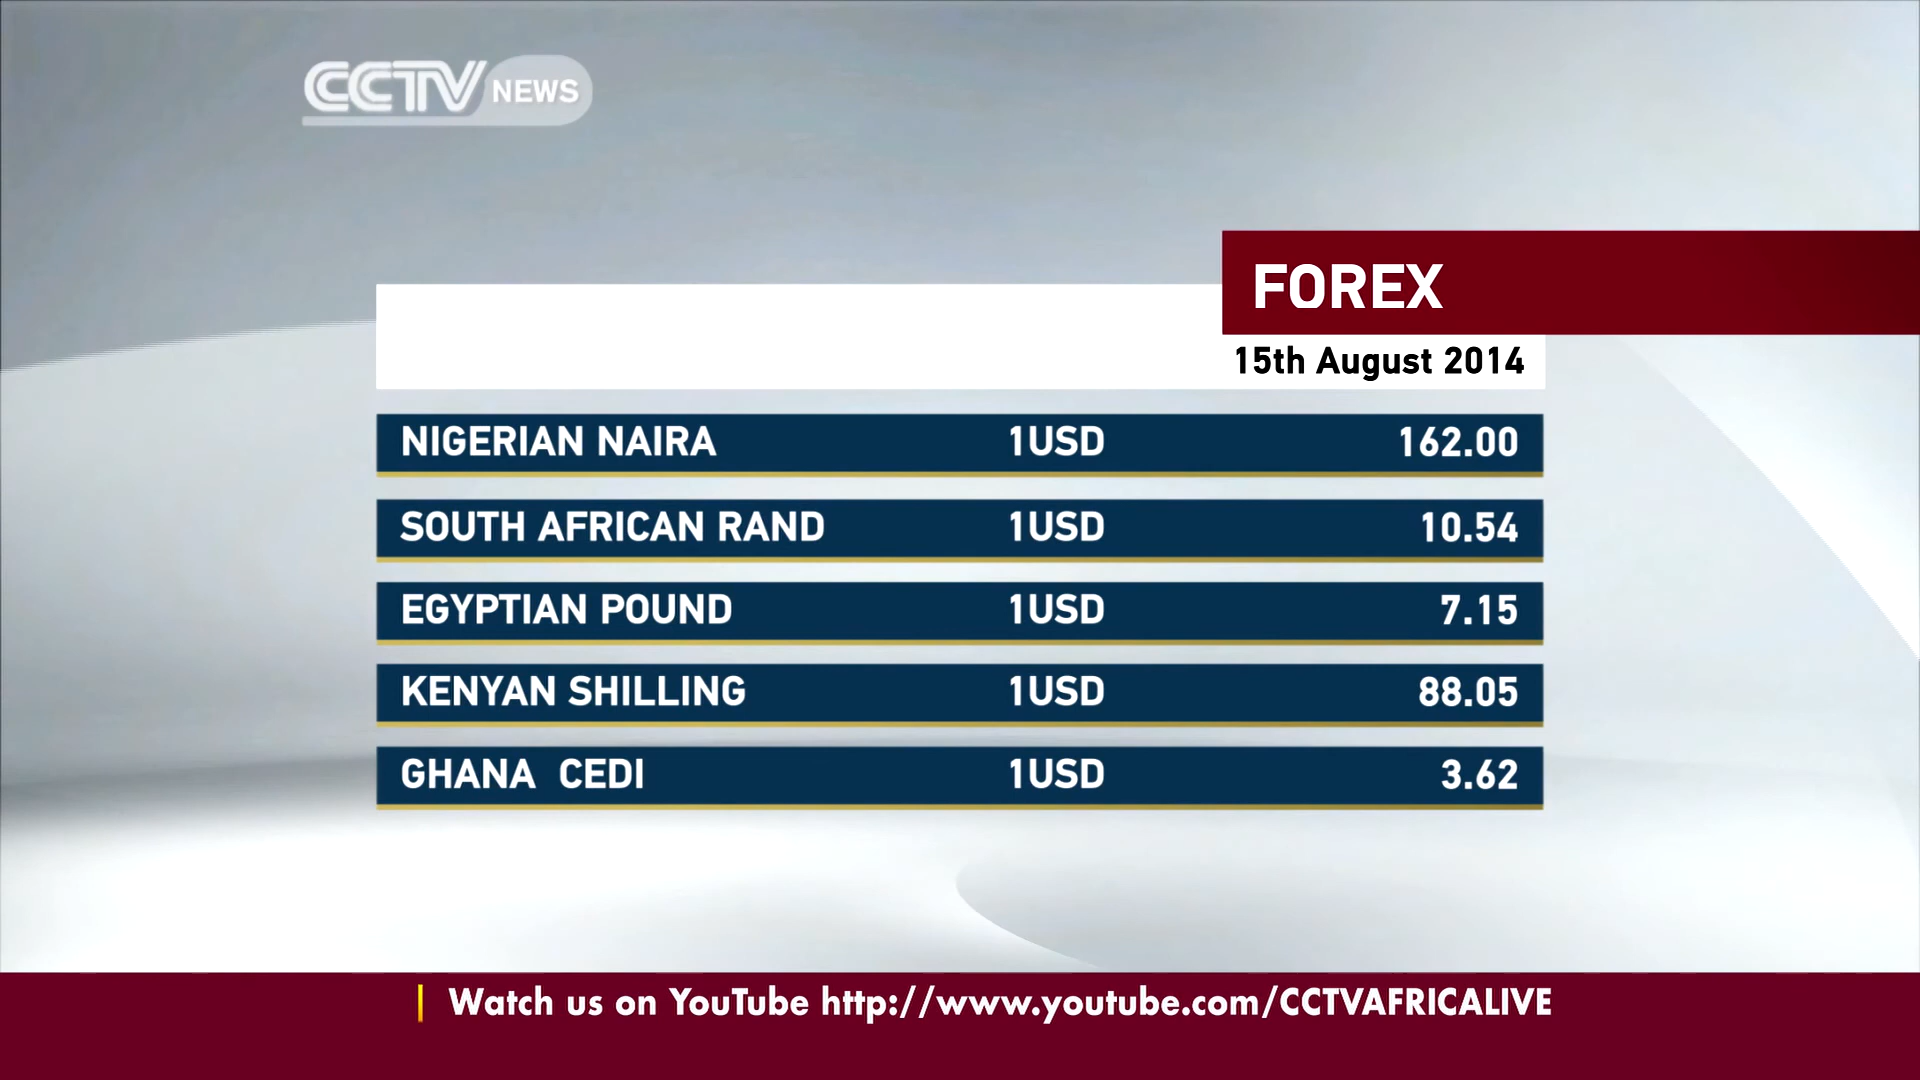 CCTV NEWS
FOREX
15th August 2014
NIGERIAN NAIRA 1USD 162.00
SOUTH AFRICAN RAND 1USD 10.54
EGYPTIAN POUND 1USD 7.15
KENYAN SHILLING 1USD 88.05
GHANA CEDI 1USD 3.62
| Watch us on YouTube http://www.youtube.com/CCTVAFRICALIVE